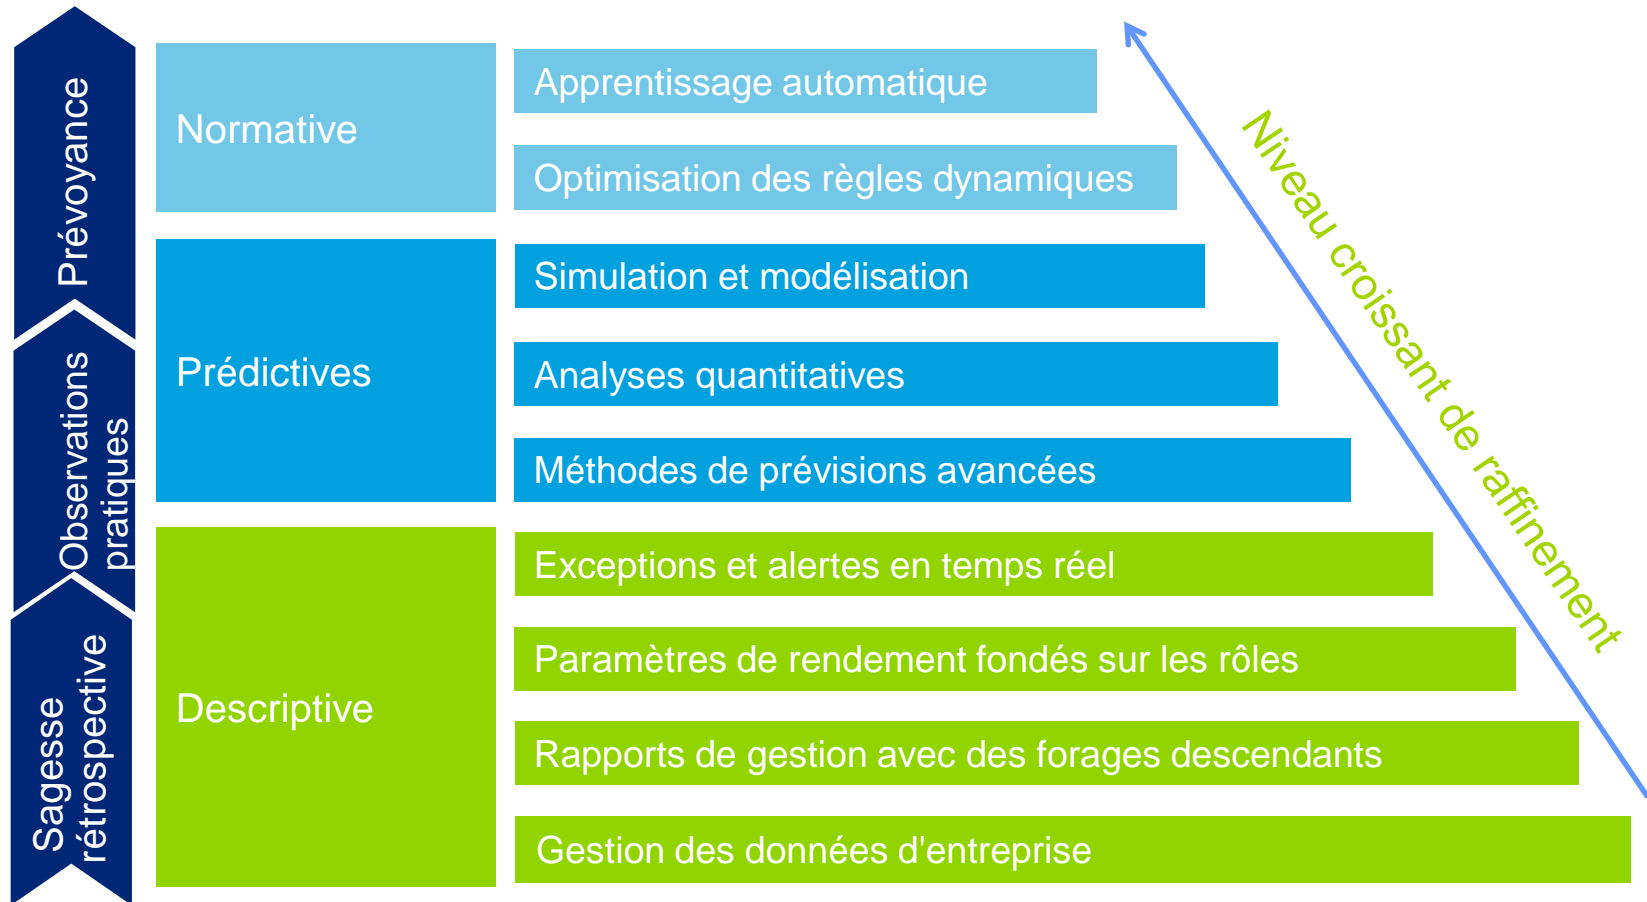 Prévoyance
Normative
Apprentissage automatique
Optimisation des règles dynamiques
Observations
pratiques
Prédictives
Simulation et modélisation
Analyses quantitatives
Méthodes de prévisions avancées
Sagesse
rétrospective
Descriptive
Exceptions et alertes en temps réel
Paramètres de rendement fondés sur les rôles
Rapports de gestion avec des forages descendants
Gestion des données d'entreprise
Niveau croissant de raffinement